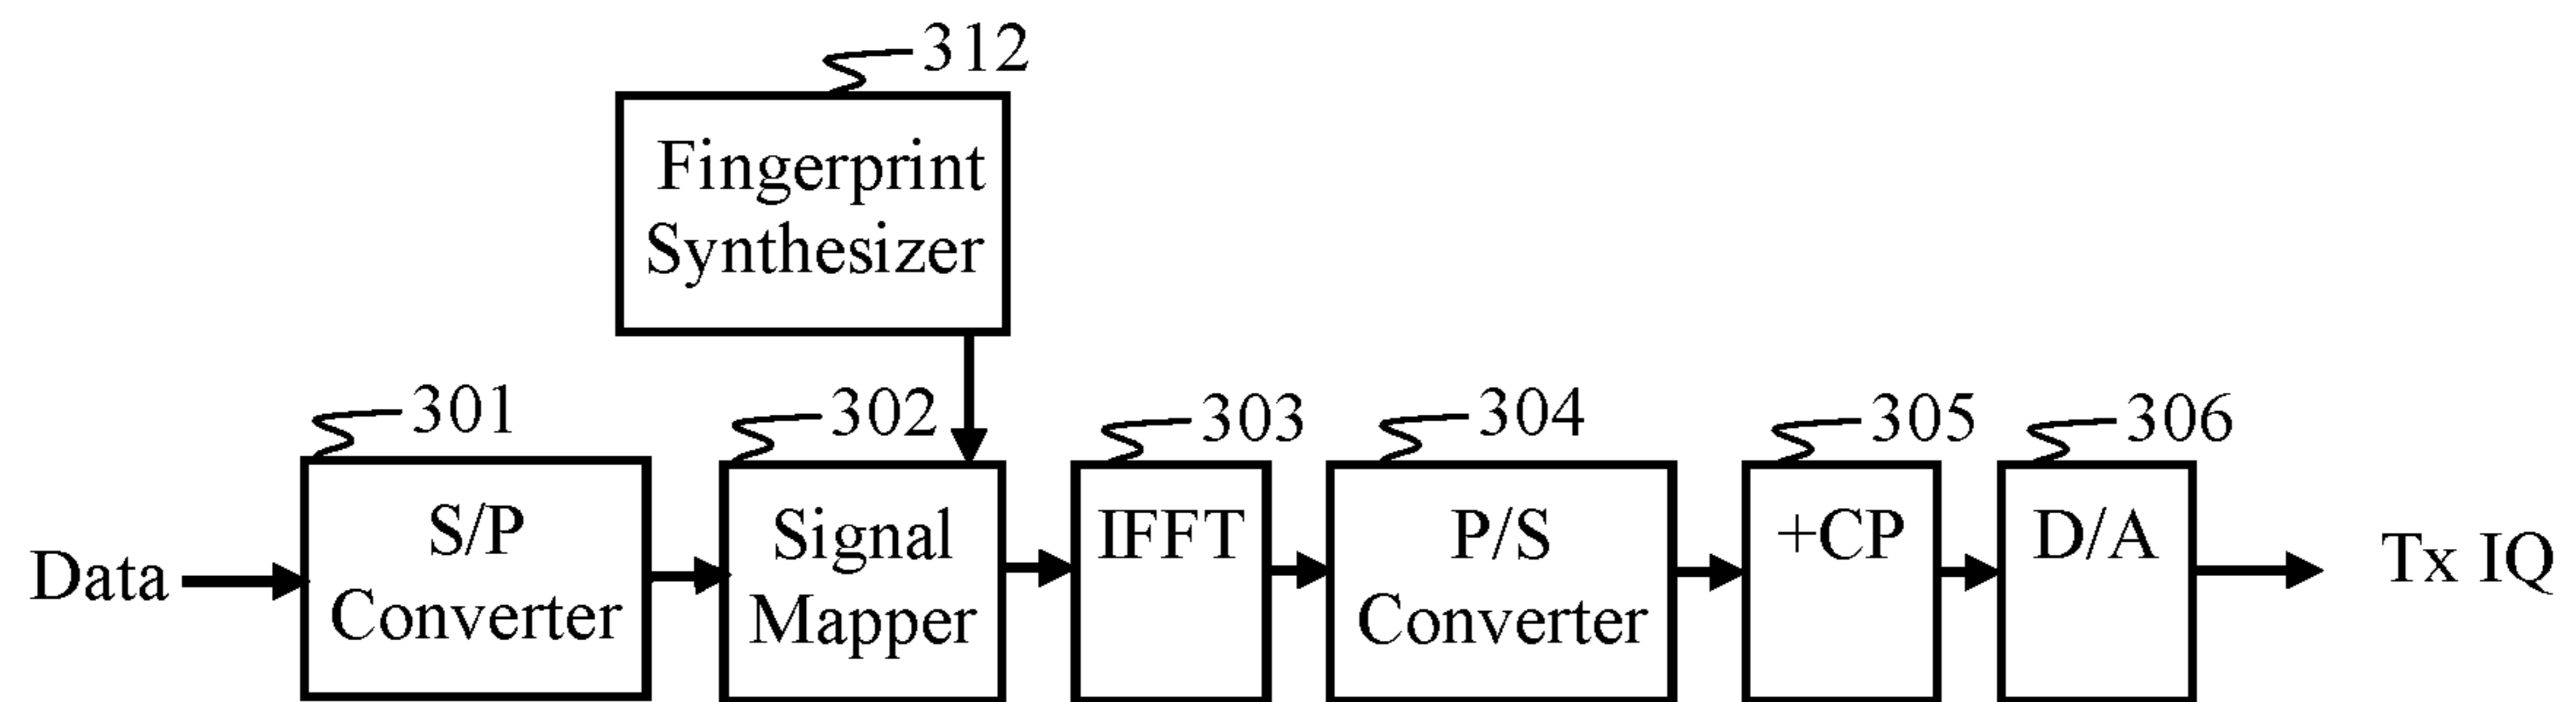 312
Fingerprint
Synthesizer
301
302
303
304
305
306
Data
S/P
Converter
Signal
Mapper
IFFT
P/S
Converter
+CP
D/A
Tx IQ